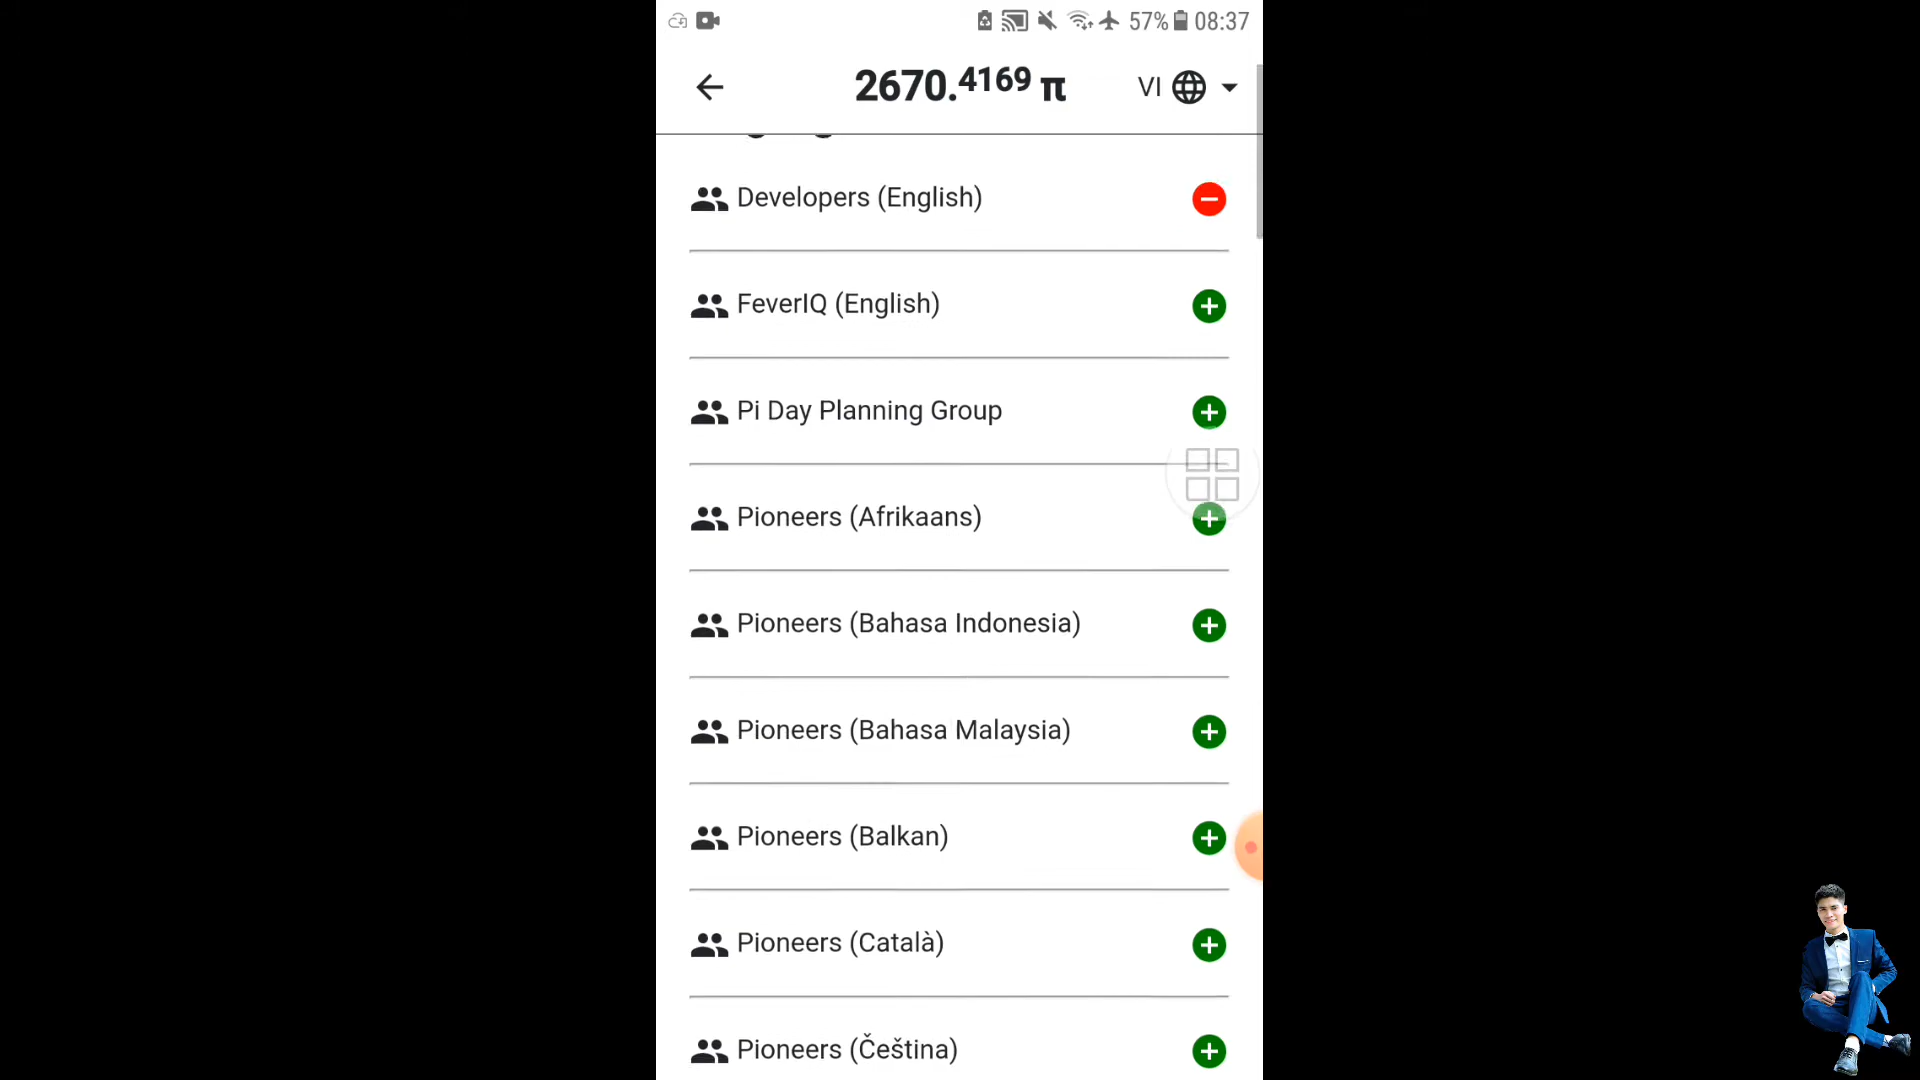 57% 08:37
2670.4169 π VI
Developers (English)
FeverIQ (English)
Pi Day Planning Group
Pioneers (Afrikaans)
Pioneers (Bahasa Indonesia)
Pioneers (Bahasa Malaysia)
Pioneers (Balkan)
Pioneers (Català)
Pioneers (Čeština)